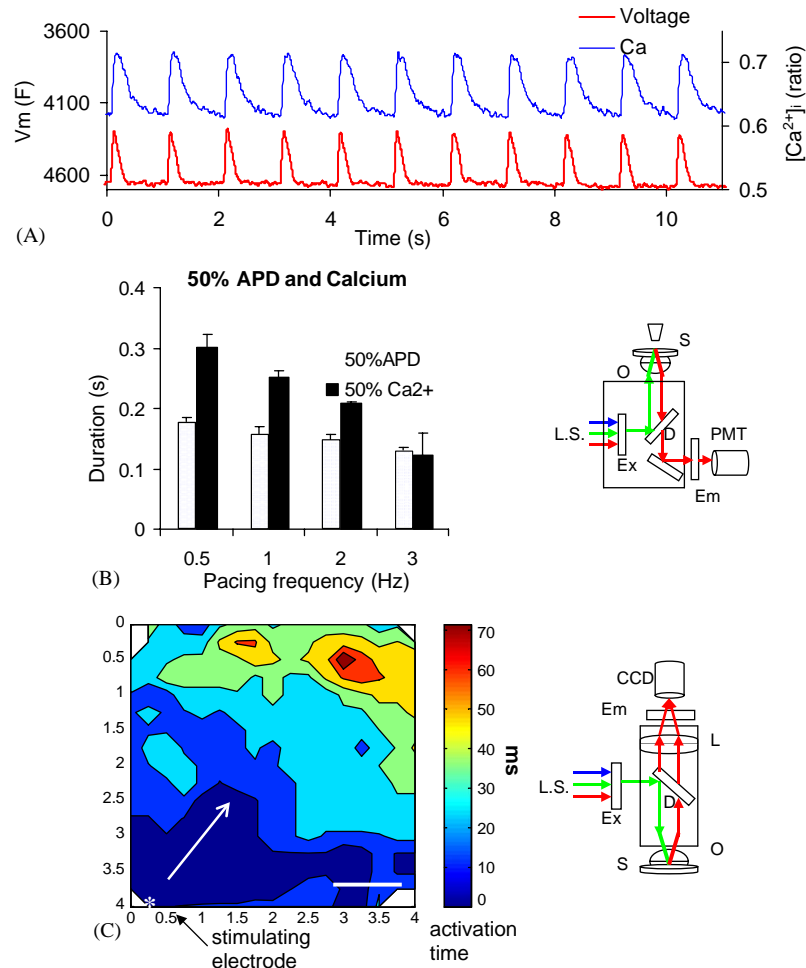 Voltage
Ca
3600
4100
4600
Vm (F)
0.7
0.6
0.5
[Ca²⁺]i (ratio)
0 2 4 6 8 10
Time (s)
(A)
50% APD and Calcium
0.4
0.3
0.2
0.1
0
Duration (s)
50%APD
50% Ca2+
0.5 1 2 3
Pacing frequency (Hz)
(B)
S
O
L.S.
D
PMT
Ex
Em
0
0.5
1
1.5
2
2.5
3
3.5
4
0 0.5 1 1.5 2 2.5 3 3.5 4
*
70
60
50
40
30
20
10
0
ms
(C)
stimulating
electrode
activation
time
CCD
Em
L
L.S.
D
Ex
S
O